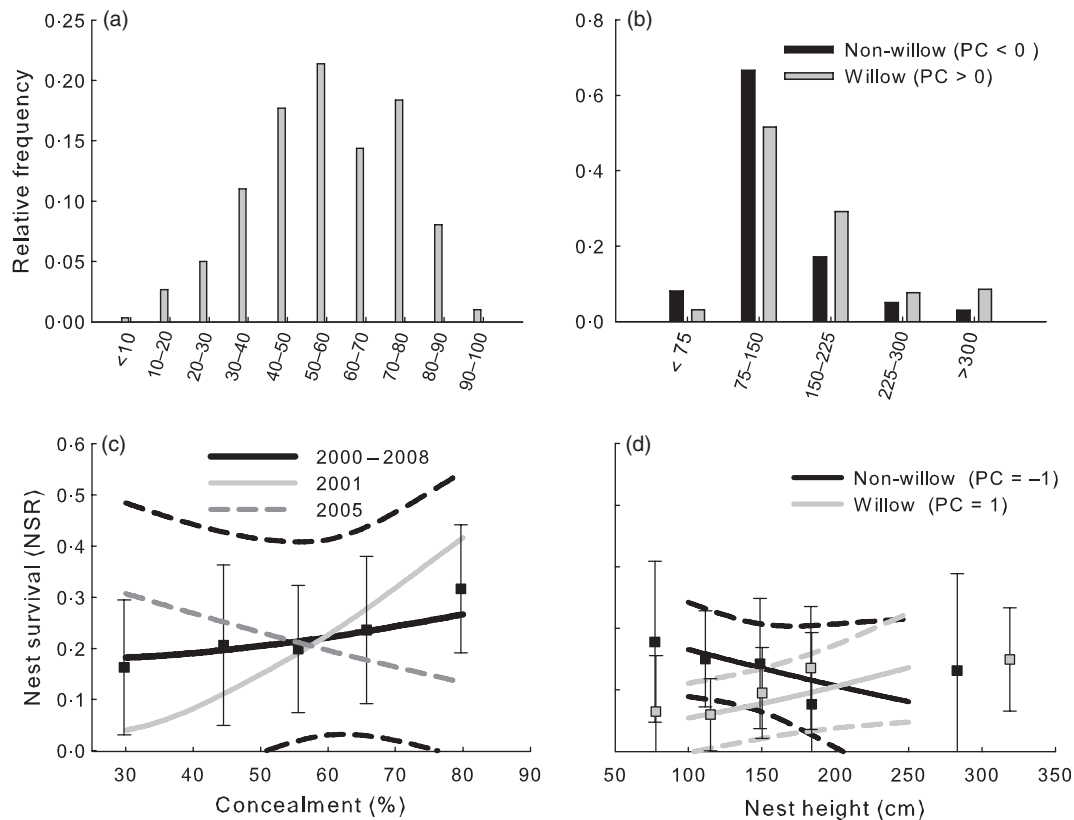 (a)
Relative frequency
0·25
0·20
0·15
0·10
0·05
0·00
<10
10–20
20–30
30–40
40–50
50–60
60–70
70–80
80–90
90–100
(b)
0·8
0·6
0·4
0·2
0·0
Non-willow (PC < 0 )
Willow (PC > 0)
< 75
75–150
150–225
225–300
>300
(c)
Nest survival (NSR)
0·6
0·5
0·4
0·3
0·2
0·1
0·0
2000–2008
2001
2005
30 40 50 60 70 80 90
Concealment (%)
(d)
Non-willow (PC = –1)
Willow (PC = 1)
50 100 150 200 250 300 350
Nest height (cm)